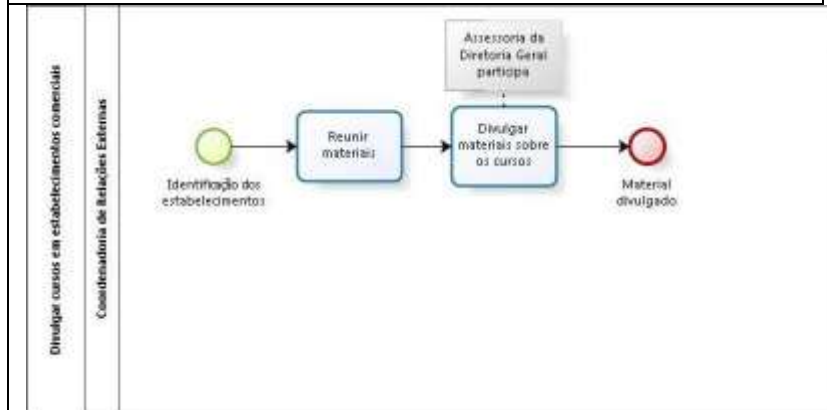 Divulgar cursos em estabelecimentos comerciais
Coordenadoria de Relações Externas
Assessoria da
Diretoria Geral
participa
Identificação dos
estabelecimentos
Reunir
materiais
Divulgar
materiais sobre
os cursos
Material
divulgado